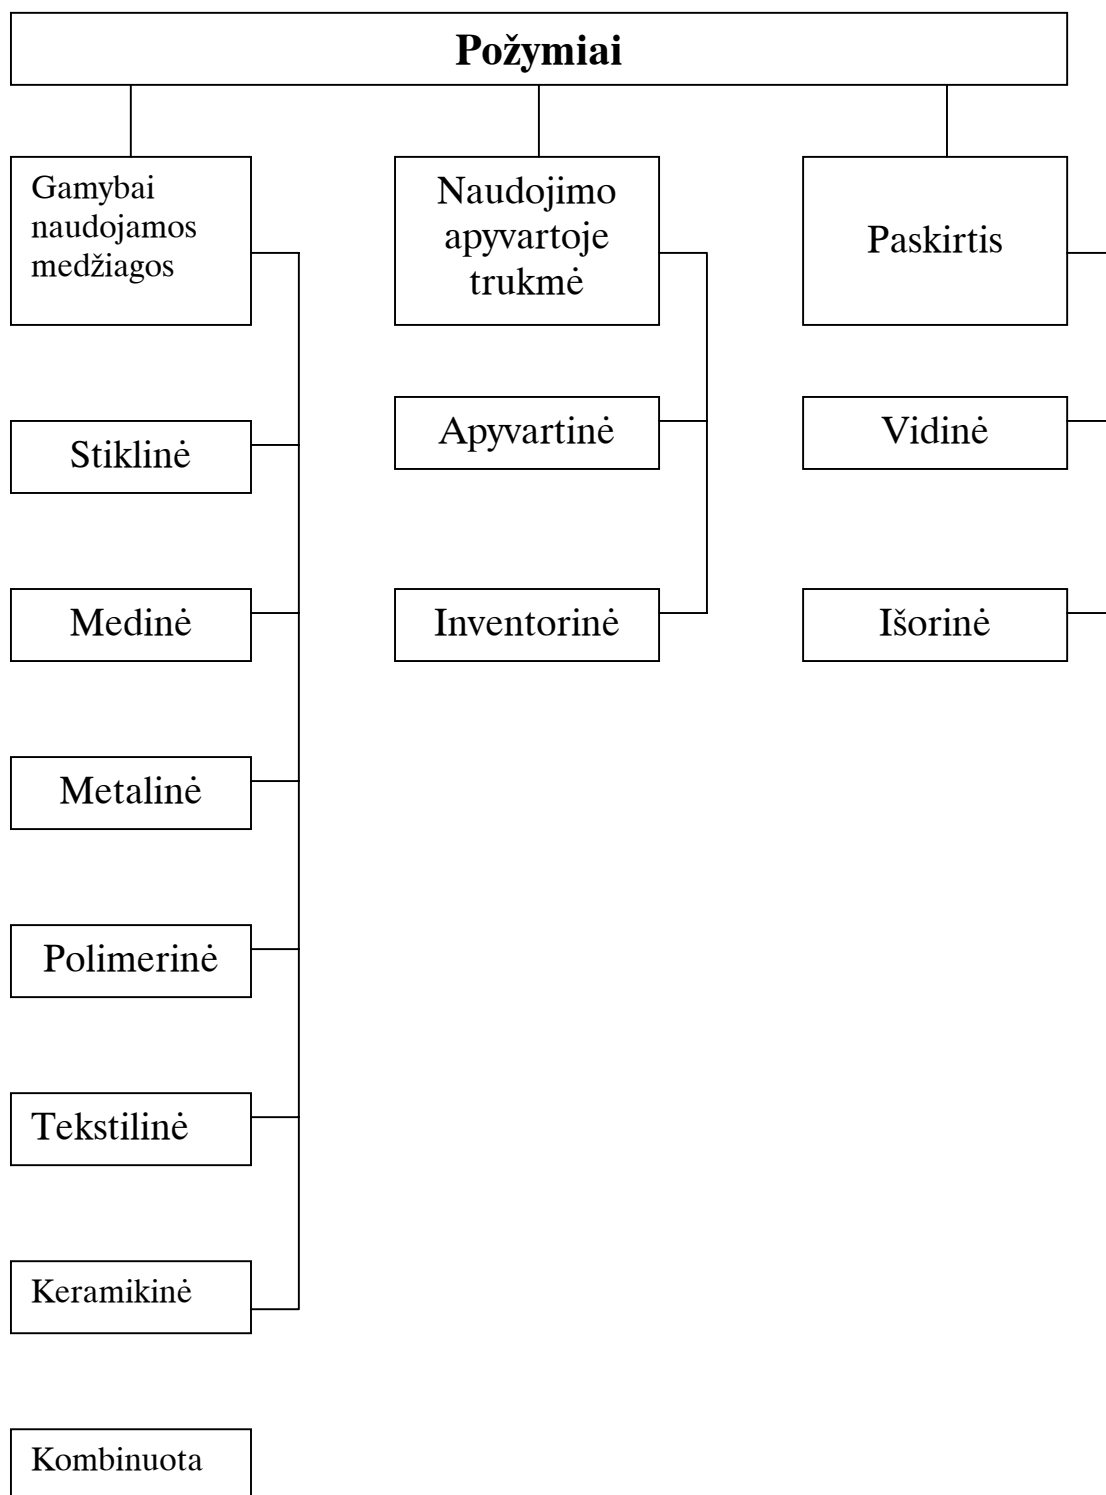 Požymiai
Gamybai
naudojamos
medžiagos
Naudojimo
apyvartoje
trukmė
Paskirtis
Stiklinė
Apyvartinė
Vidinė
Medinė
Inventorinė
Išorinė
Metalinė
Polimerinė
Tekstilinė
Keramikinė
Kombinuota